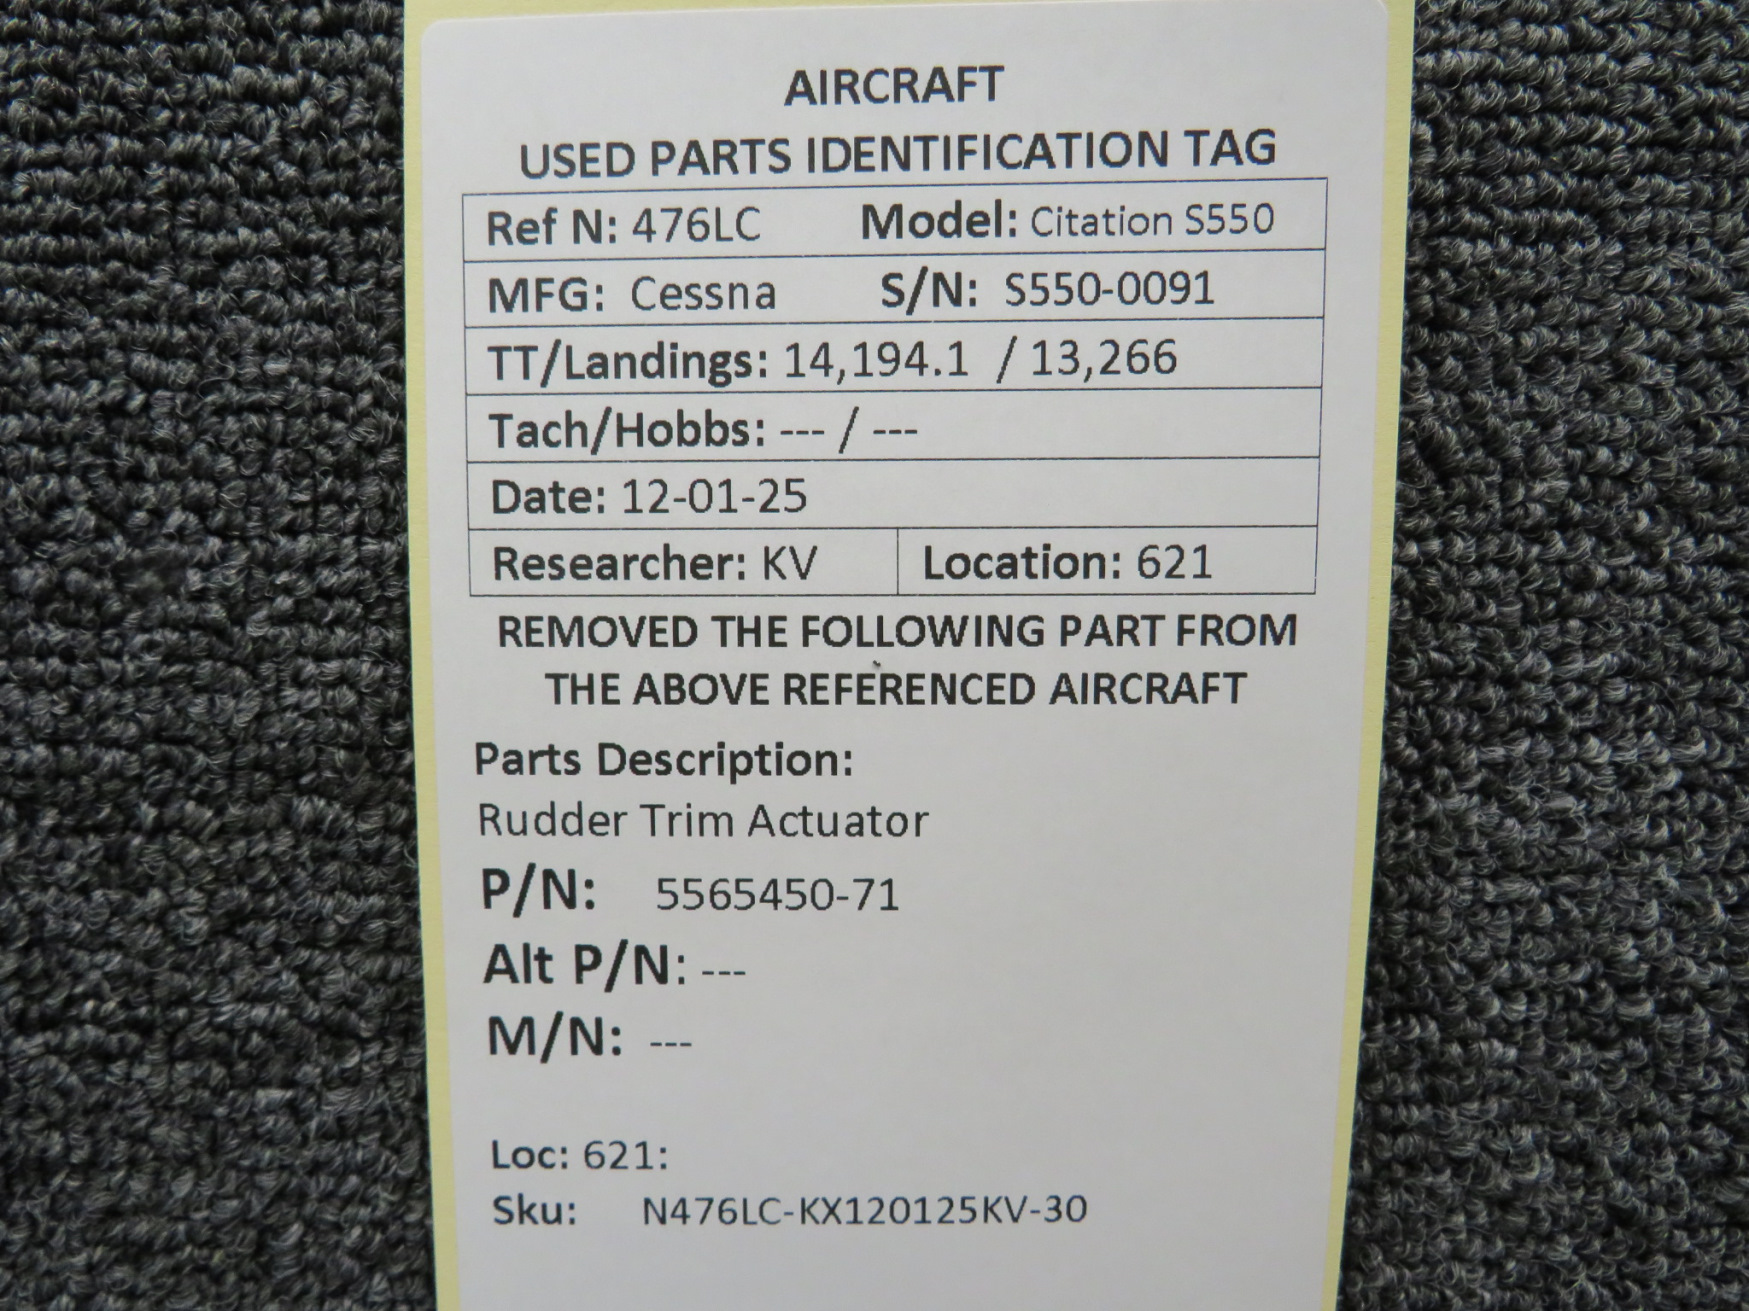 AIRCRAFT
USED PARTS IDENTIFICATION TAG
Ref N: 476LC Model: Citation S550
MFG: Cessna S/N: S550-0091
TT/Landings: 14,194.1 / 13,266
Tach/Hobbs: --- / ---
Date: 12-01-25
Researcher: KV Location: 621
REMOVED THE FOLLOWING PART FROM
THE ABOVE REFERENCED AIRCRAFT
Parts Description:
Rudder Trim Actuator
P/N: 5565450-71
Alt P/N: ---
M/N: ---
Loc: 621:
Sku: N476LC-KX120125KV-30